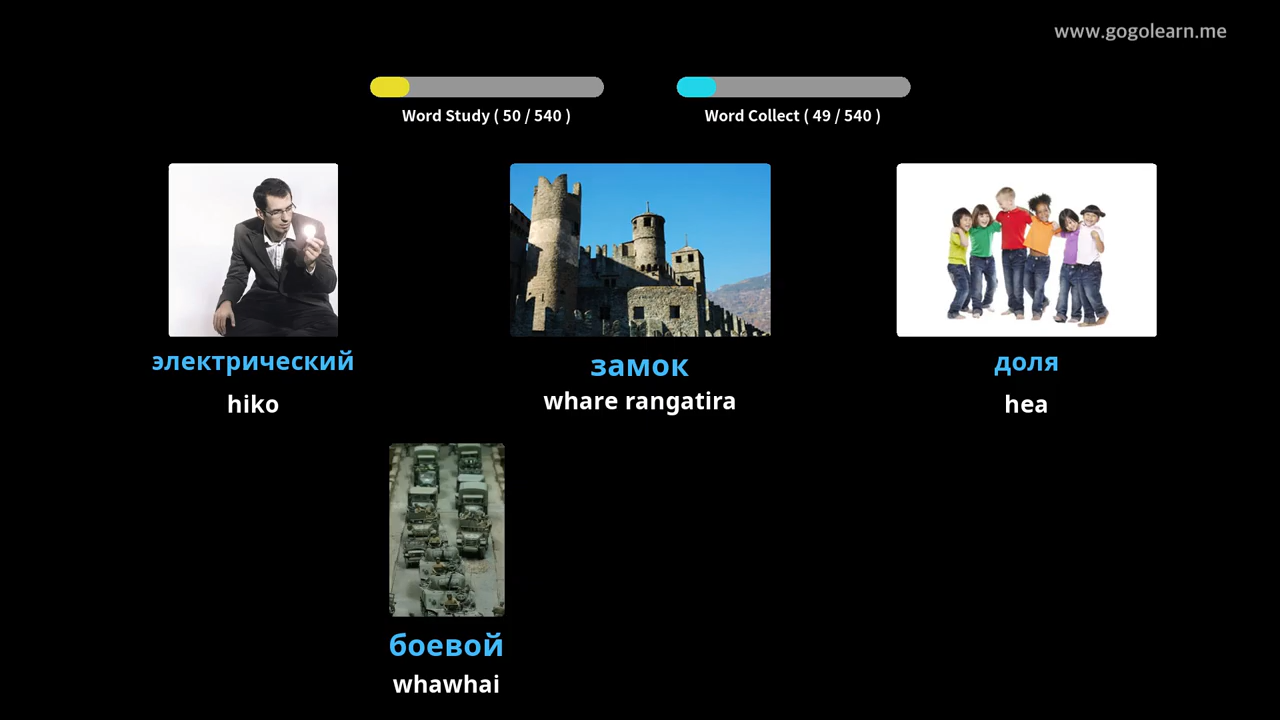 www.gogolearn.me
Word Study ( 50 / 540 )
Word Collect ( 49 / 540 )
электрический
hiko
замок
whare rangatira
доля
hea
боевой
whawhai